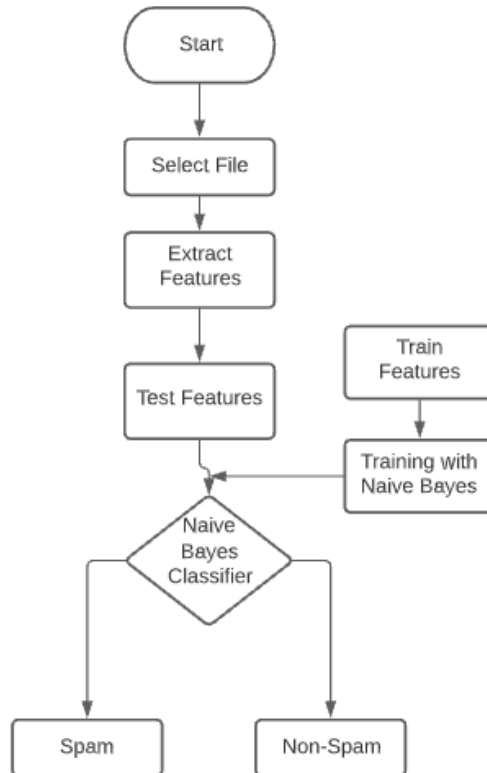 Start
Select File
Extract
Features
Test Features
Train
Features
Training with
Naive Bayes
Naive
Bayes
Classifier
Spam
Non-Spam